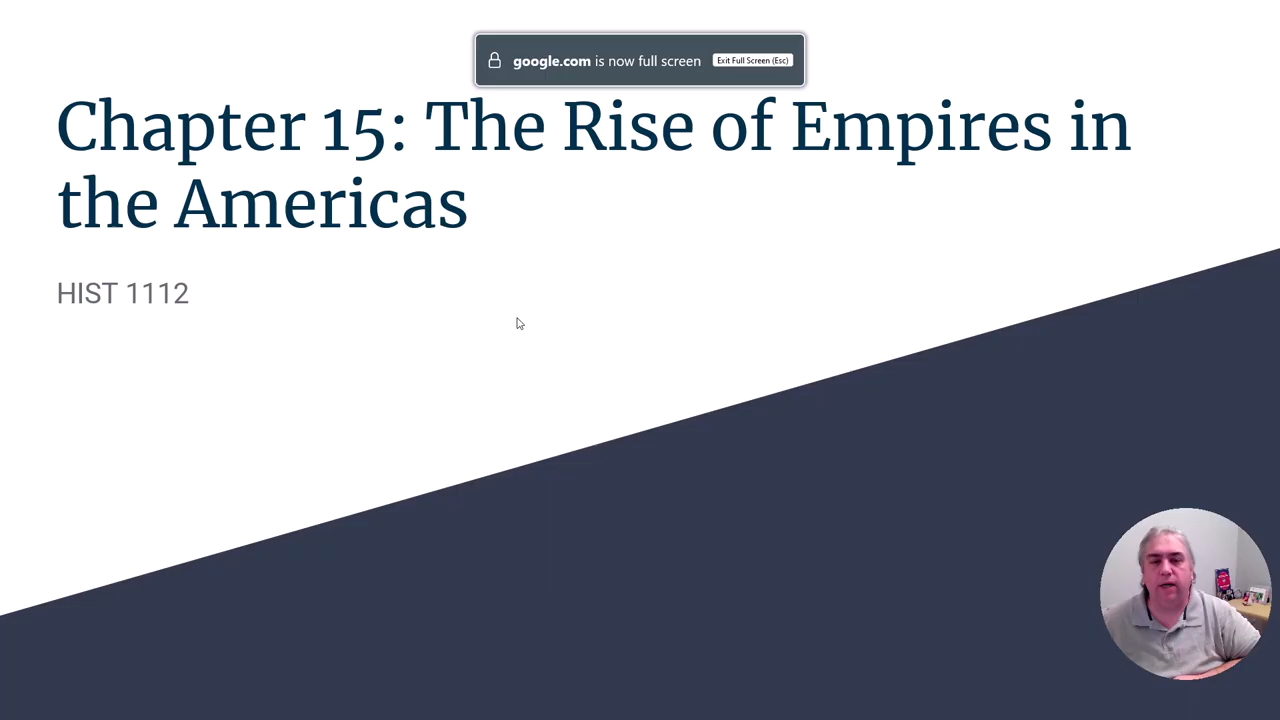 google.com is now full screen Exit Full Screen (Esc)
Chapter 15: The Rise of Empires in
the Americas
HIST 1112